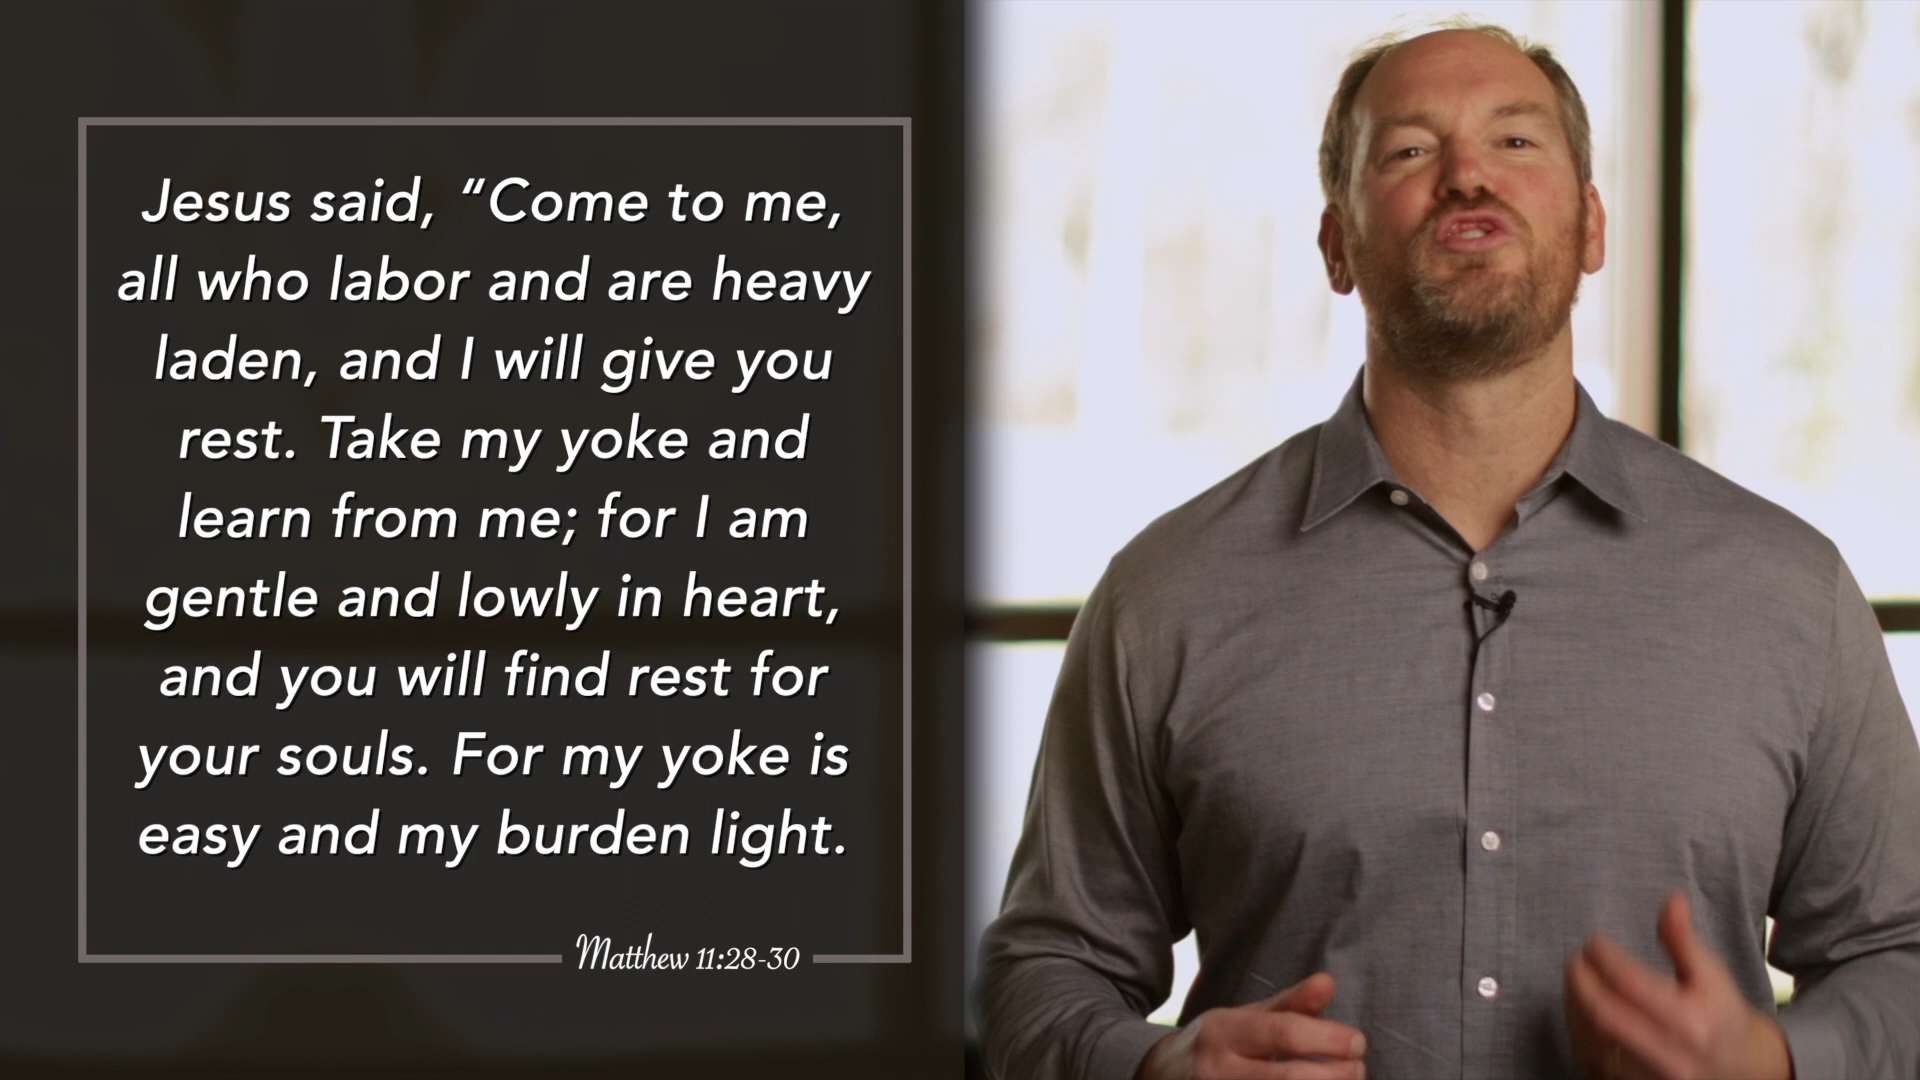 Jesus said, “Come to me,
all who labor and are heavy
laden, and I will give you
rest. Take my yoke and
learn from me; for I am
gentle and lowly in heart,
and you will find rest for
your souls. For my yoke is
easy and my burden light.
Matthew 11:28-30